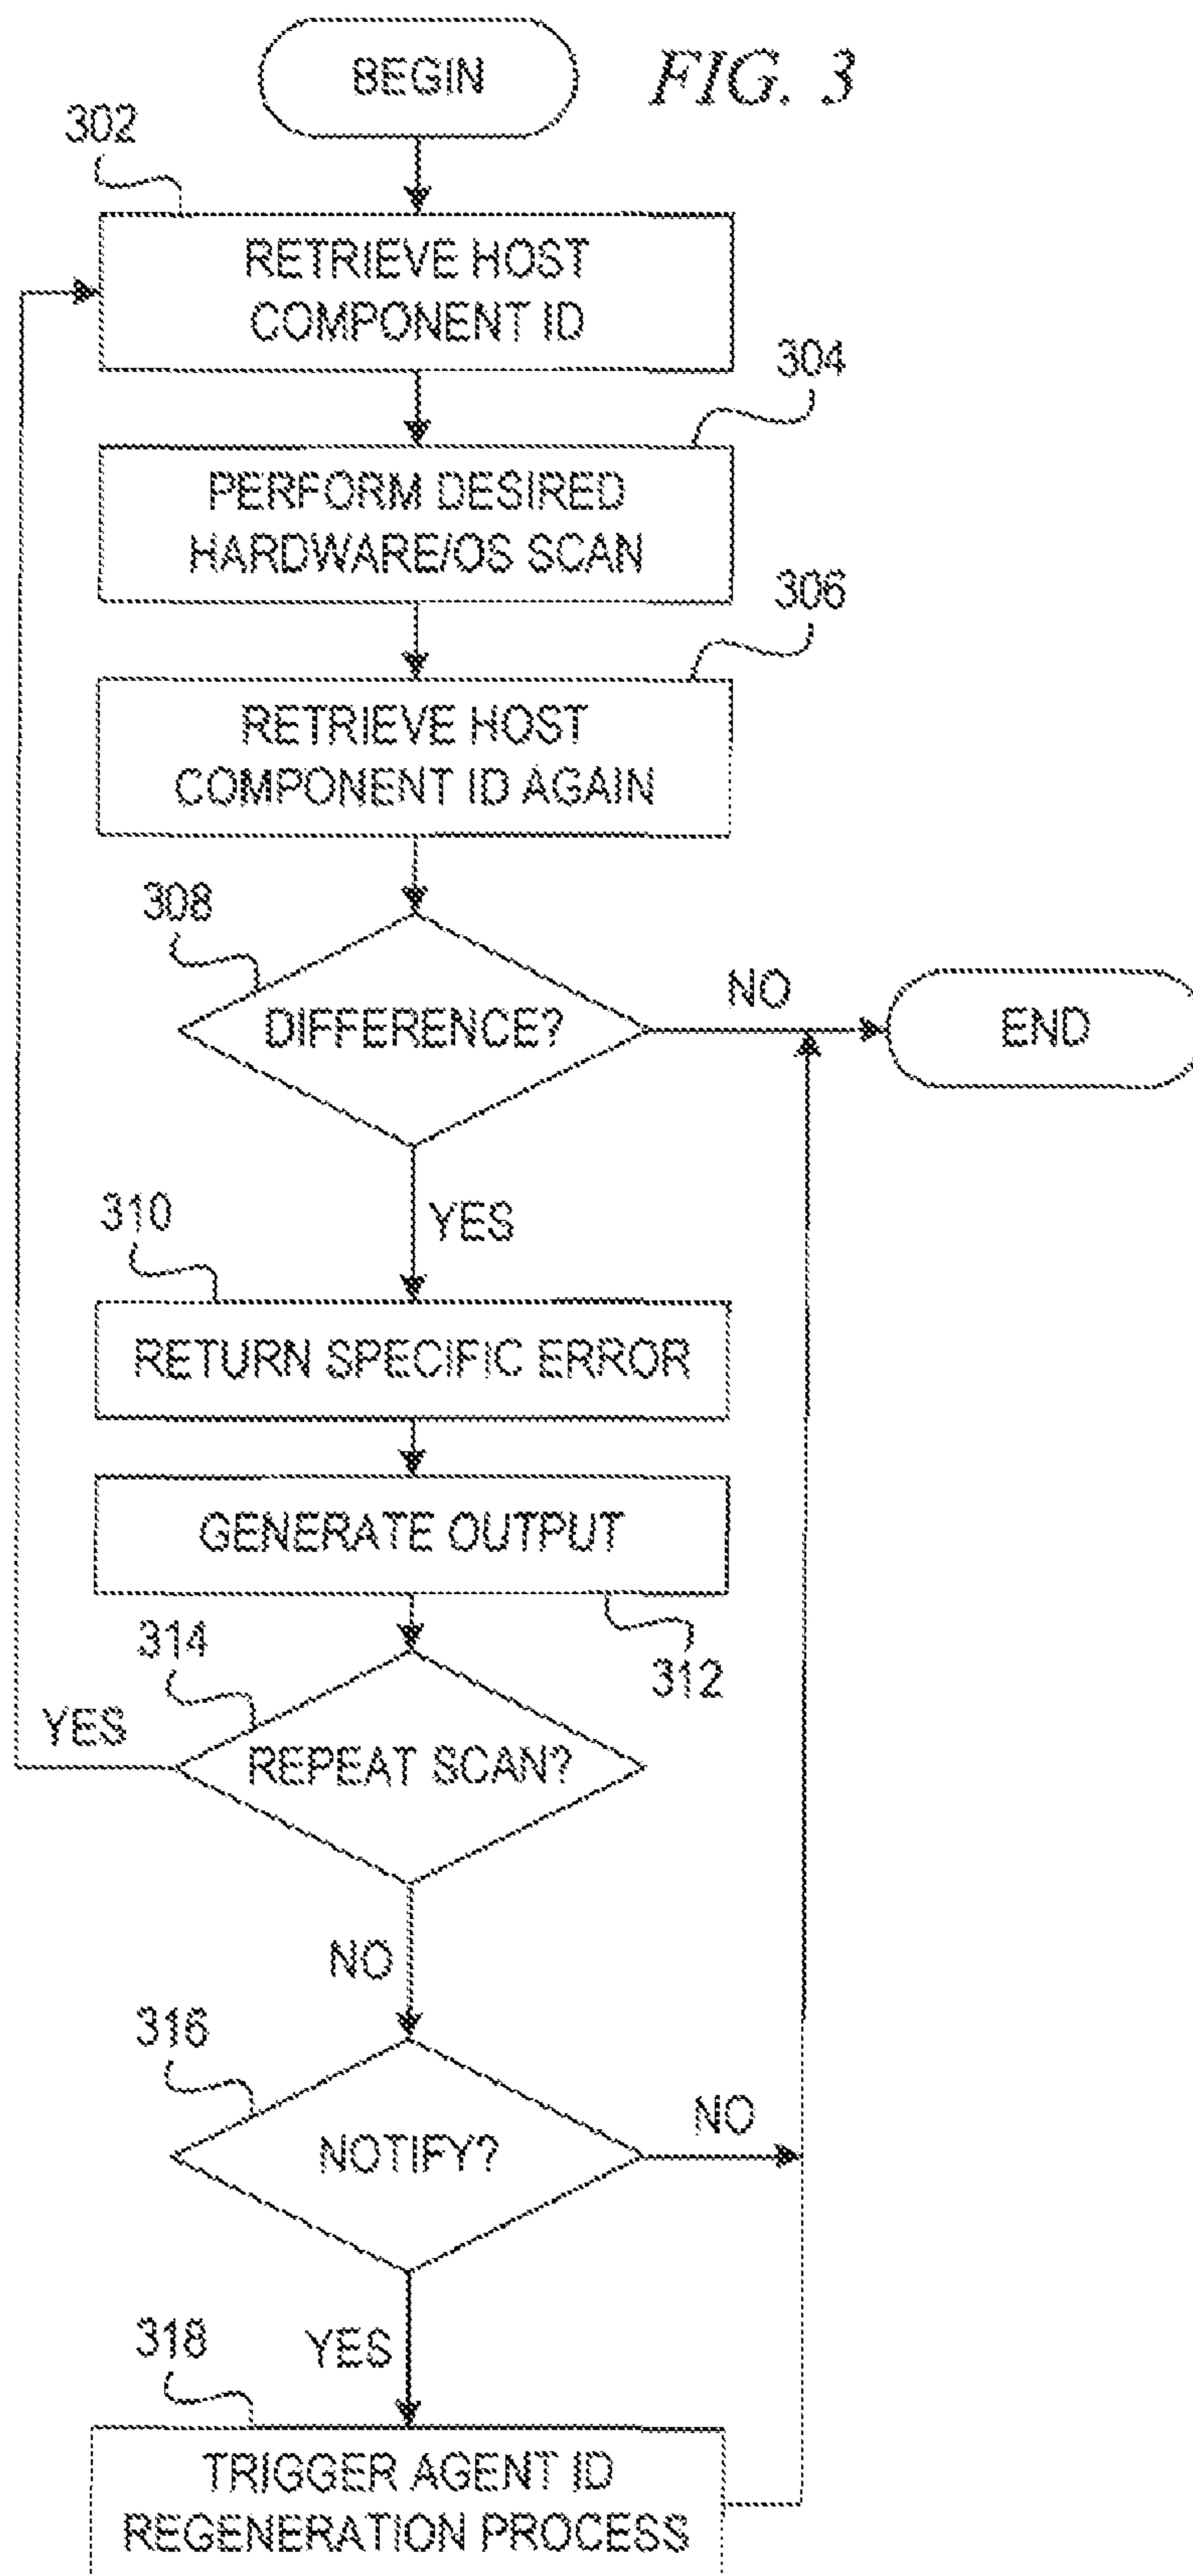 BEGIN
FIG. 3
302
RETRIEVE HOST
COMPONENT ID
304
PERFORM DESIRED
HARDWARE/OS SCAN
306
RETRIEVE HOST
COMPONENT ID AGAIN
308
DIFFERENCE?
NO
END
YES
310
RETURN SPECIFIC ERROR
GENERATE OUTPUT
312
314
YES
REPEAT SCAN?
NO
316
NOTIFY?
NO
YES
318
TRIGGER AGENT ID
REGENERATION PROCESS